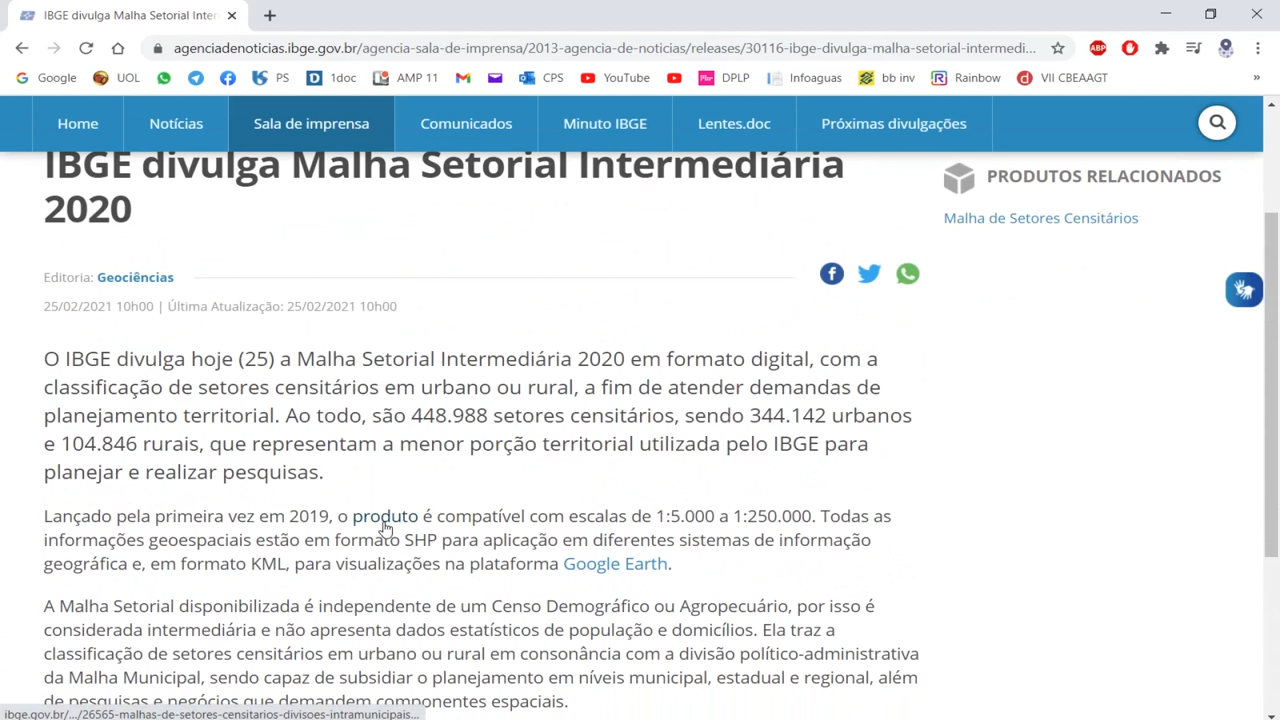 IBGE divulga Malha Setorial Inter
agenciadenoticias.ibge.gov.br/agencia-sala-de-imprensa/2013-agencia-de-noticias/releases/30116-ibge-divulga-malha-setorial-intermedi...
ABP
Google UOL PS 1doc AMP 11 CPS YouTube DPLP Infoaguas bb inv Rainbow VII CBEAAGT »
Home Notícias Sala de imprensa Comunicados Minuto IBGE Lentes.doc Próximas divulgações
IBGE divulga Malha Setorial Intermediária
2020
PRODUTOS RELACIONADOS
Malha de Setores Censitários
Editoria: Geociências
25/02/2021 10h00 | Última Atualização: 25/02/2021 10h00
O IBGE divulga hoje (25) a Malha Setorial Intermediária 2020 em formato digital, com a
classificação de setores censitários em urbano ou rural, a fim de atender demandas de
planejamento territorial. Ao todo, são 448.988 setores censitários, sendo 344.142 urbanos
e 104.846 rurais, que representam a menor porção territorial utilizada pelo IBGE para
planejar e realizar pesquisas.
Lançado pela primeira vez em 2019, o produto é compatível com escalas de 1:5.000 a 1:250.000. Todas as
informações geoespaciais estão em formato SHP para aplicação em diferentes sistemas de informação
geográfica e, em formato KML, para visualizações na plataforma Google Earth.
A Malha Setorial disponibilizada é independente de um Censo Demográfico ou Agropecuário, por isso é
considerada intermediária e não apresenta dados estatísticos de população e domicílios. Ela traz a
classificação de setores censitários em urbano ou rural em consonância com a divisão político-administrativa
da Malha Municipal, sendo capaz de subsidiar o planejamento em níveis municipal, estadual e regional, além
de pesquisas e negócios que demandem componentes espaciais.
ibge.gov.br/.../26565-malhas-de-setores-censitarios-divisoes-intramunicipais...